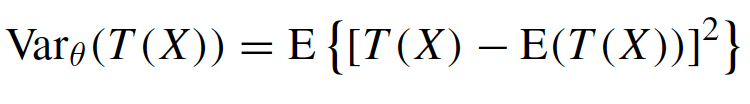 Varθ(T(X)) = E {[T(X) − E(T(X))]²}